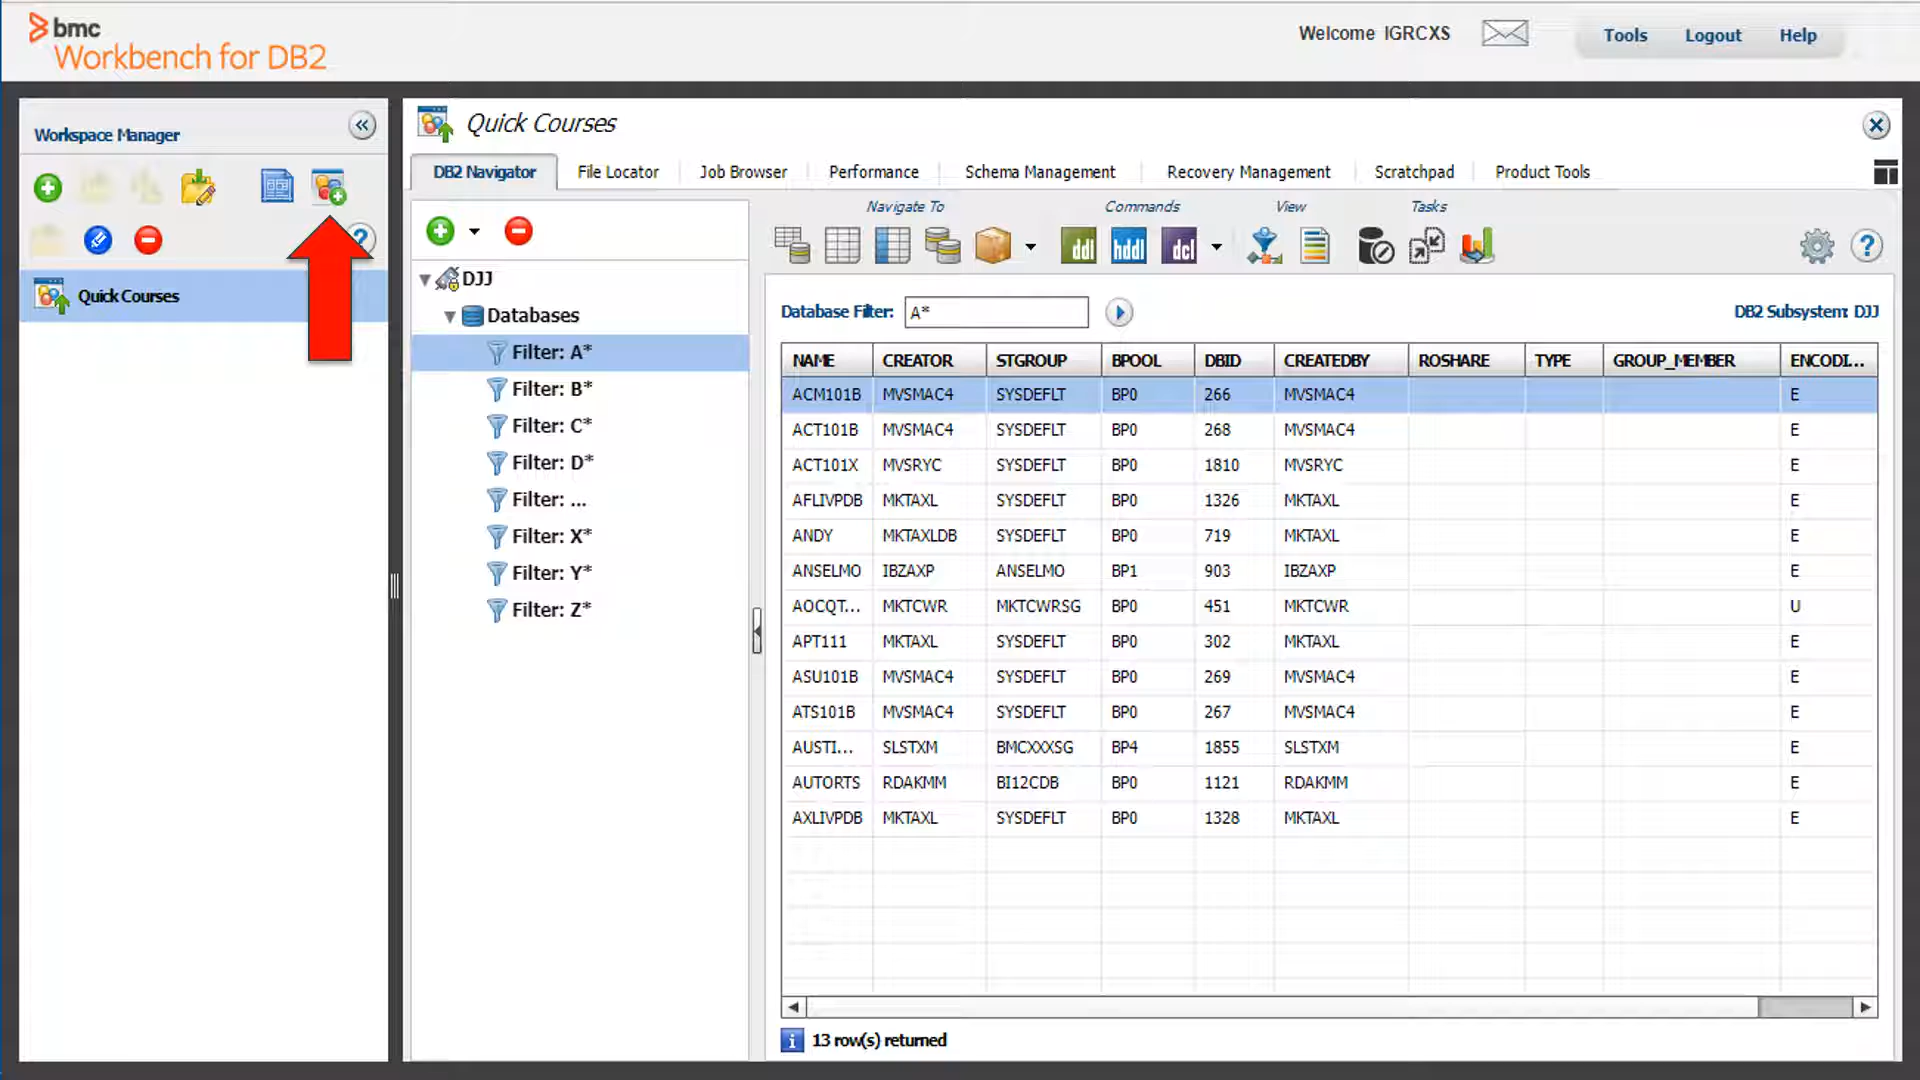 bmc
Workbench for DB2
Welcome IGRCXS
Tools Logout Help
Workspace Manager
Quick Courses
Quick Courses
DB2 Navigator File Locator Job Browser Performance Schema Management Recovery Management Scratchpad Product Tools
Navigate To Commands View Tasks
ddl hddl dcl
DJJ
Databases
Filter: A*
Filter: B*
Filter: C*
Filter: D*
Filter: ...
Filter: X*
Filter: Y*
Filter: Z*
Database Filter: A* DB2 Subsystem: DJJ
NAME CREATOR STGROUP BPOOL DBID CREATEDBY ROSHARE TYPE GROUP_MEMBER ENCODI...
ACM101B MVSMAC4 SYSDEFLT BP0 266 MVSMAC4 E
ACT101B MVSMAC4 SYSDEFLT BP0 268 MVSMAC4 E
ACT101X MVSRYC SYSDEFLT BP0 1810 MVSRYC E
AFLIVPDB MKTAXL SYSDEFLT BP0 1326 MKTAXL E
ANDY MKTAXLDB SYSDEFLT BP0 719 MKTAXL E
ANSELMO IBZAXP ANSELMO BP1 903 IBZAXP E
AOCQT... MKTCWR MKTCWRSG BP0 451 MKTCWR U
APT111 MKTAXL SYSDEFLT BP0 302 MKTAXL E
ASU101B MVSMAC4 SYSDEFLT BP0 269 MVSMAC4 E
ATS101B MVSMAC4 SYSDEFLT BP0 267 MVSMAC4 E
AUSTI... SLSTXM BMCXXXSG BP4 1855 SLSTXM E
AUTORTS RDAKMM BI12CDB BP0 1121 RDAKMM E
AXLIVPDB MKTAXL SYSDEFLT BP0 1328 MKTAXL E
13 row(s) returned